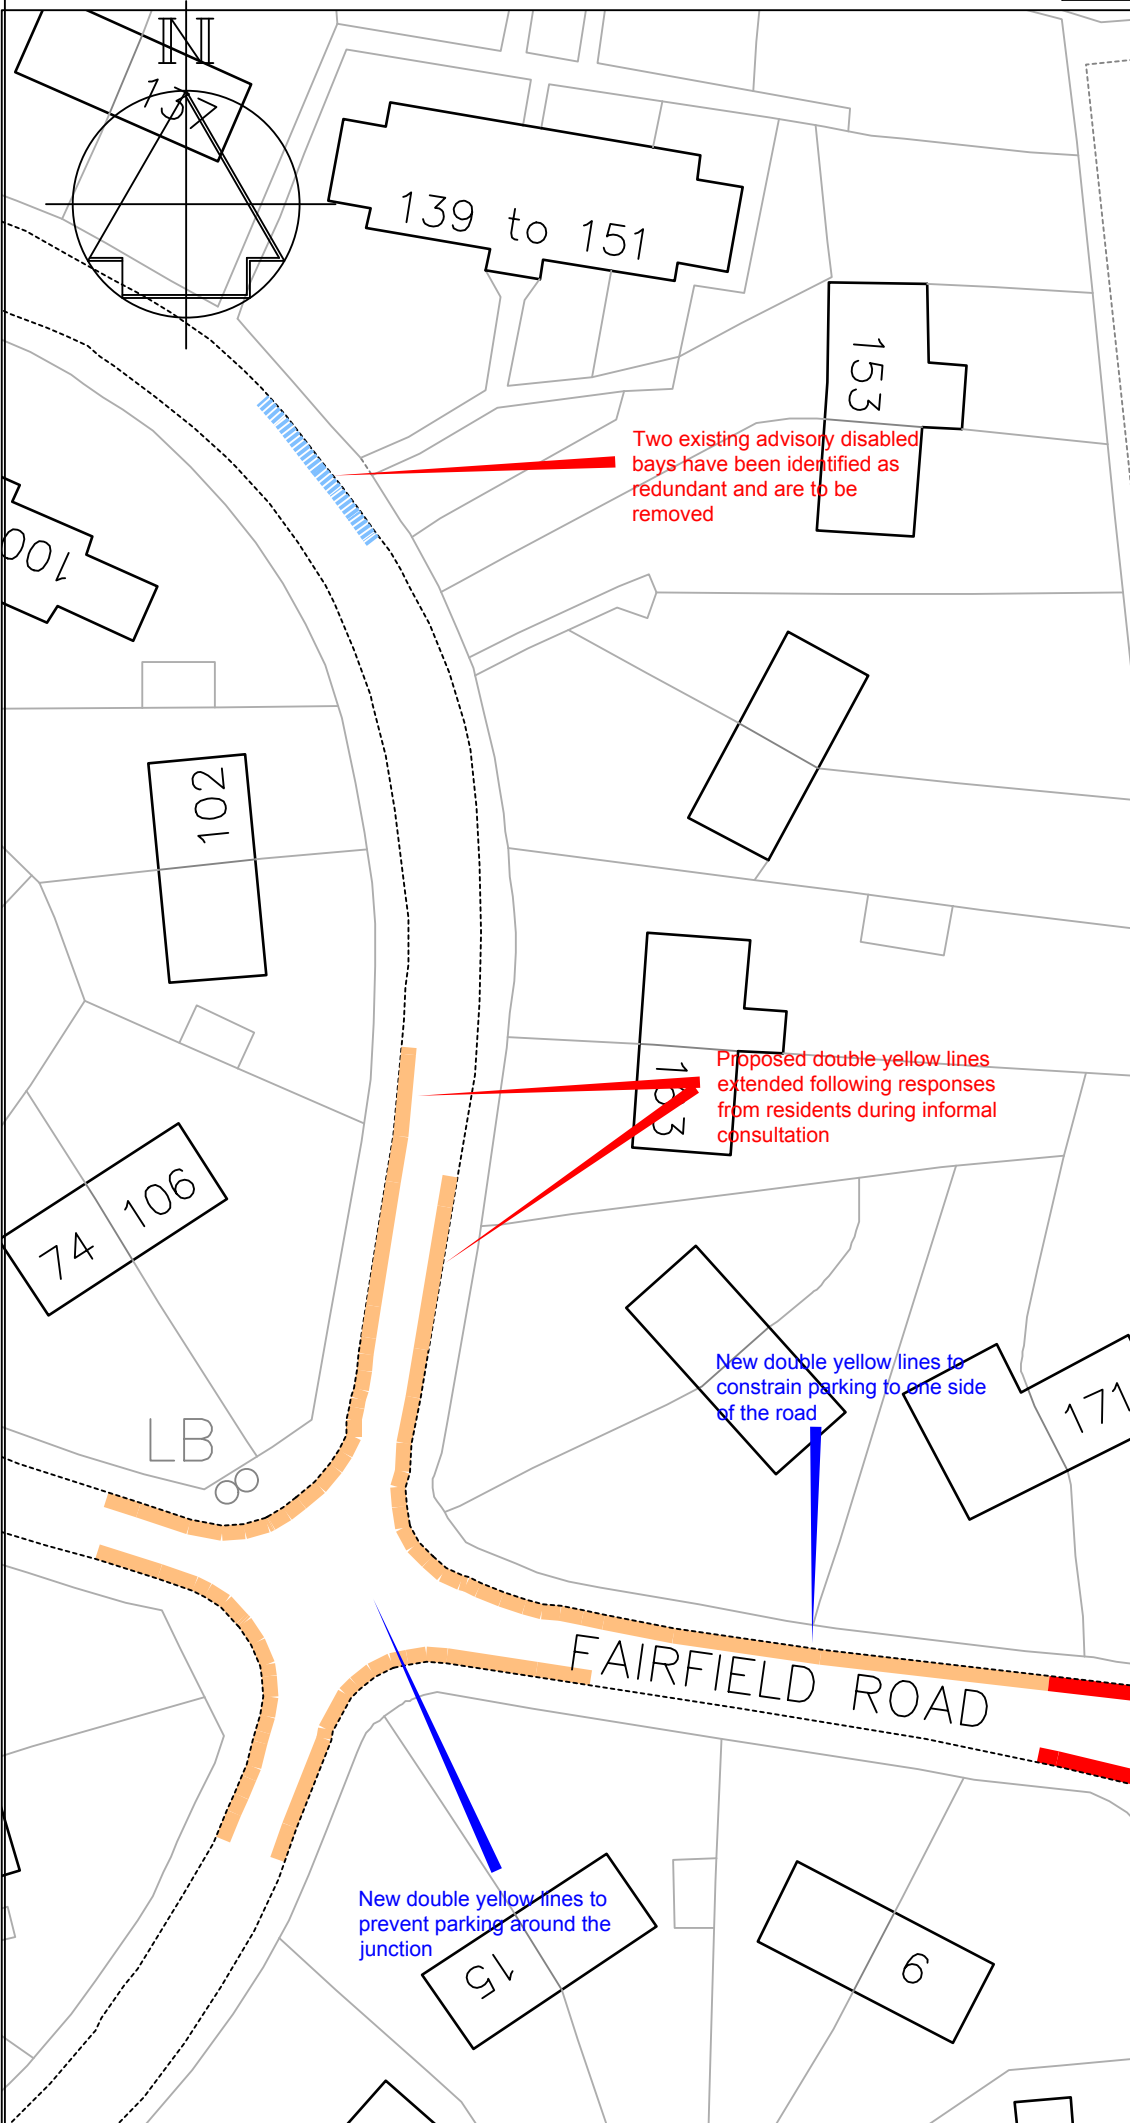 N
137
139 to 151
153
Two existing advisory disabled
bays have been identified as
redundant and are to be
removed
100
102
Proposed double yellow lines
extended following responses
from residents during informal
consultation
163
106
74
New double yellow lines to
constrain parking to one side
of the road
171
LB
FAIRFIELD ROAD
New double yellow lines to
prevent parking around the
junction
15
9